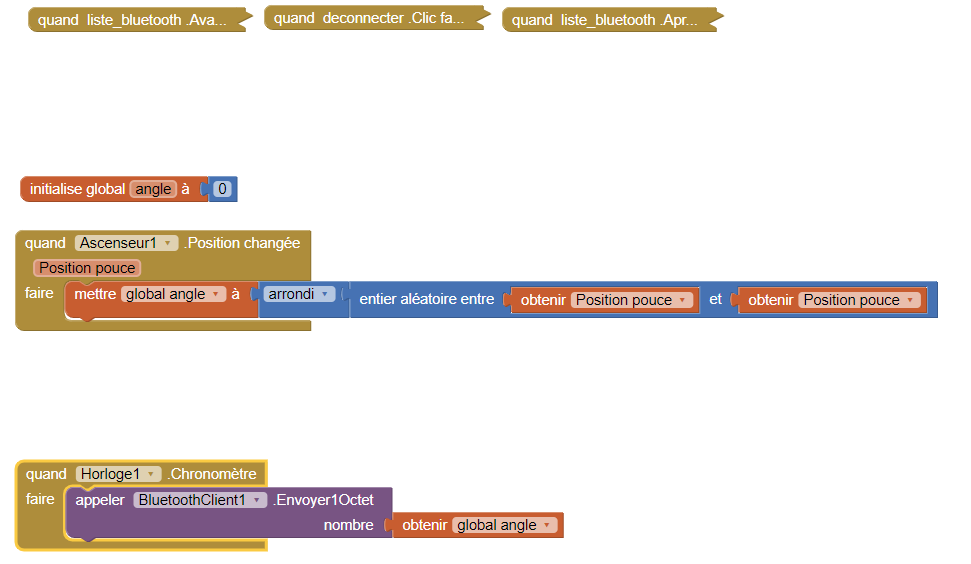 quand liste_bluetooth .Ava...
quand deconnecter .Clic fa...
quand liste_bluetooth .Apr...
initialise global angle à 0
quand Ascenseur1 .Position changée
Position pouce
faire mettre global angle à arrondi entier aléatoire entre obtenir Position pouce et obtenir Position pouce
quand Horloge1 .Chronomètre
faire appeler BluetoothClient1 .Envoyer1Octet
nombre obtenir global angle